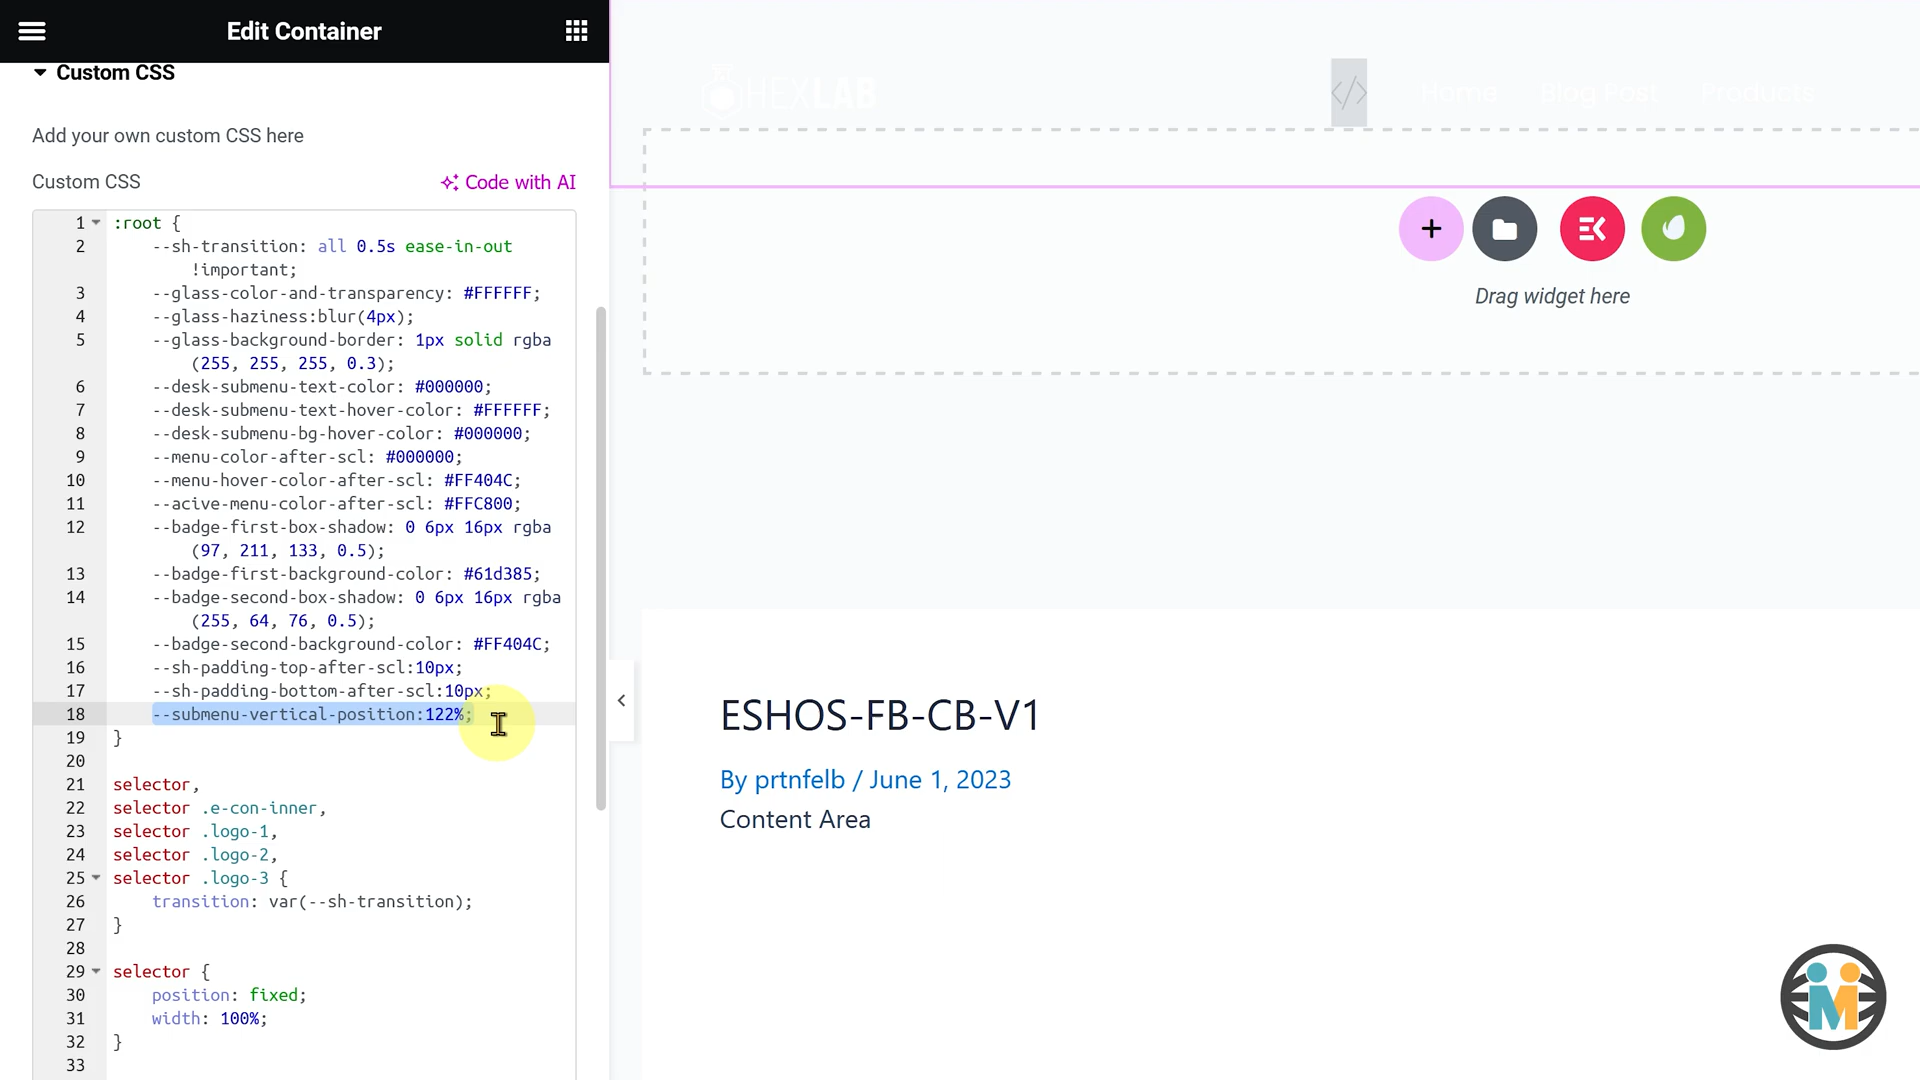 Edit Container
Custom CSS
Add your own custom CSS here
Custom CSS
Code with AI
1 :root {
2 --sh-transition: all 0.5s ease-in-out
!important;
3 --glass-color-and-transparency: #FFFFFF;
4 --glass-haziness:blur(4px);
5 --glass-background-border: 1px solid rgba
(255, 255, 255, 0.3);
6 --desk-submenu-text-color: #000000;
7 --desk-submenu-text-hover-color: #FFFFFF;
8 --desk-submenu-bg-hover-color: #000000;
9 --menu-color-after-scl: #000000;
10 --menu-hover-color-after-scl: #FF404C;
11 --acive-menu-color-after-scl: #FFC800;
12 --badge-first-box-shadow: 0 6px 16px rgba
(97, 211, 133, 0.5);
13 --badge-first-background-color: #61d385;
14 --badge-second-box-shadow: 0 6px 16px rgba
(255, 64, 76, 0.5);
15 --badge-second-background-color: #FF404C;
16 --sh-padding-top-after-scl:10px;
17 --sh-padding-bottom-after-scl:10px;
18 --submenu-vertical-position:122%;
19 }
20
21 selector,
22 selector .e-con-inner,
23 selector .logo-1,
24 selector .logo-2,
25 selector .logo-3 {
26 transition: var(--sh-transition);
27 }
28
29 selector {
30 position: fixed;
31 width: 100%;
32 }
33
HEXLAB
</>
Home
Blog Post
Products
Drag widget here
ESHOS-FB-CB-V1
By prtnfelb / June 1, 2023
Content Area